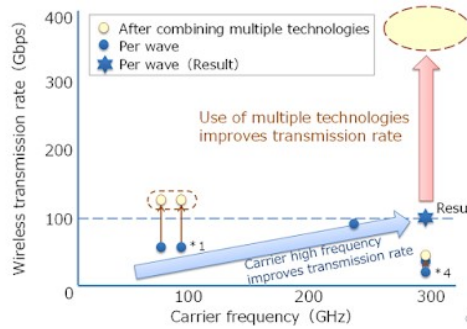 400
After combining multiple technologies
Per wave
Per wave (Result)
300
Use of multiple technologies
improves transmission rate
200
100
*1
Carrier high frequency
improves transmission rate
*4
0
100
200
300
Carrier frequency (GHz)
Wireless transmission rate (Gbps)